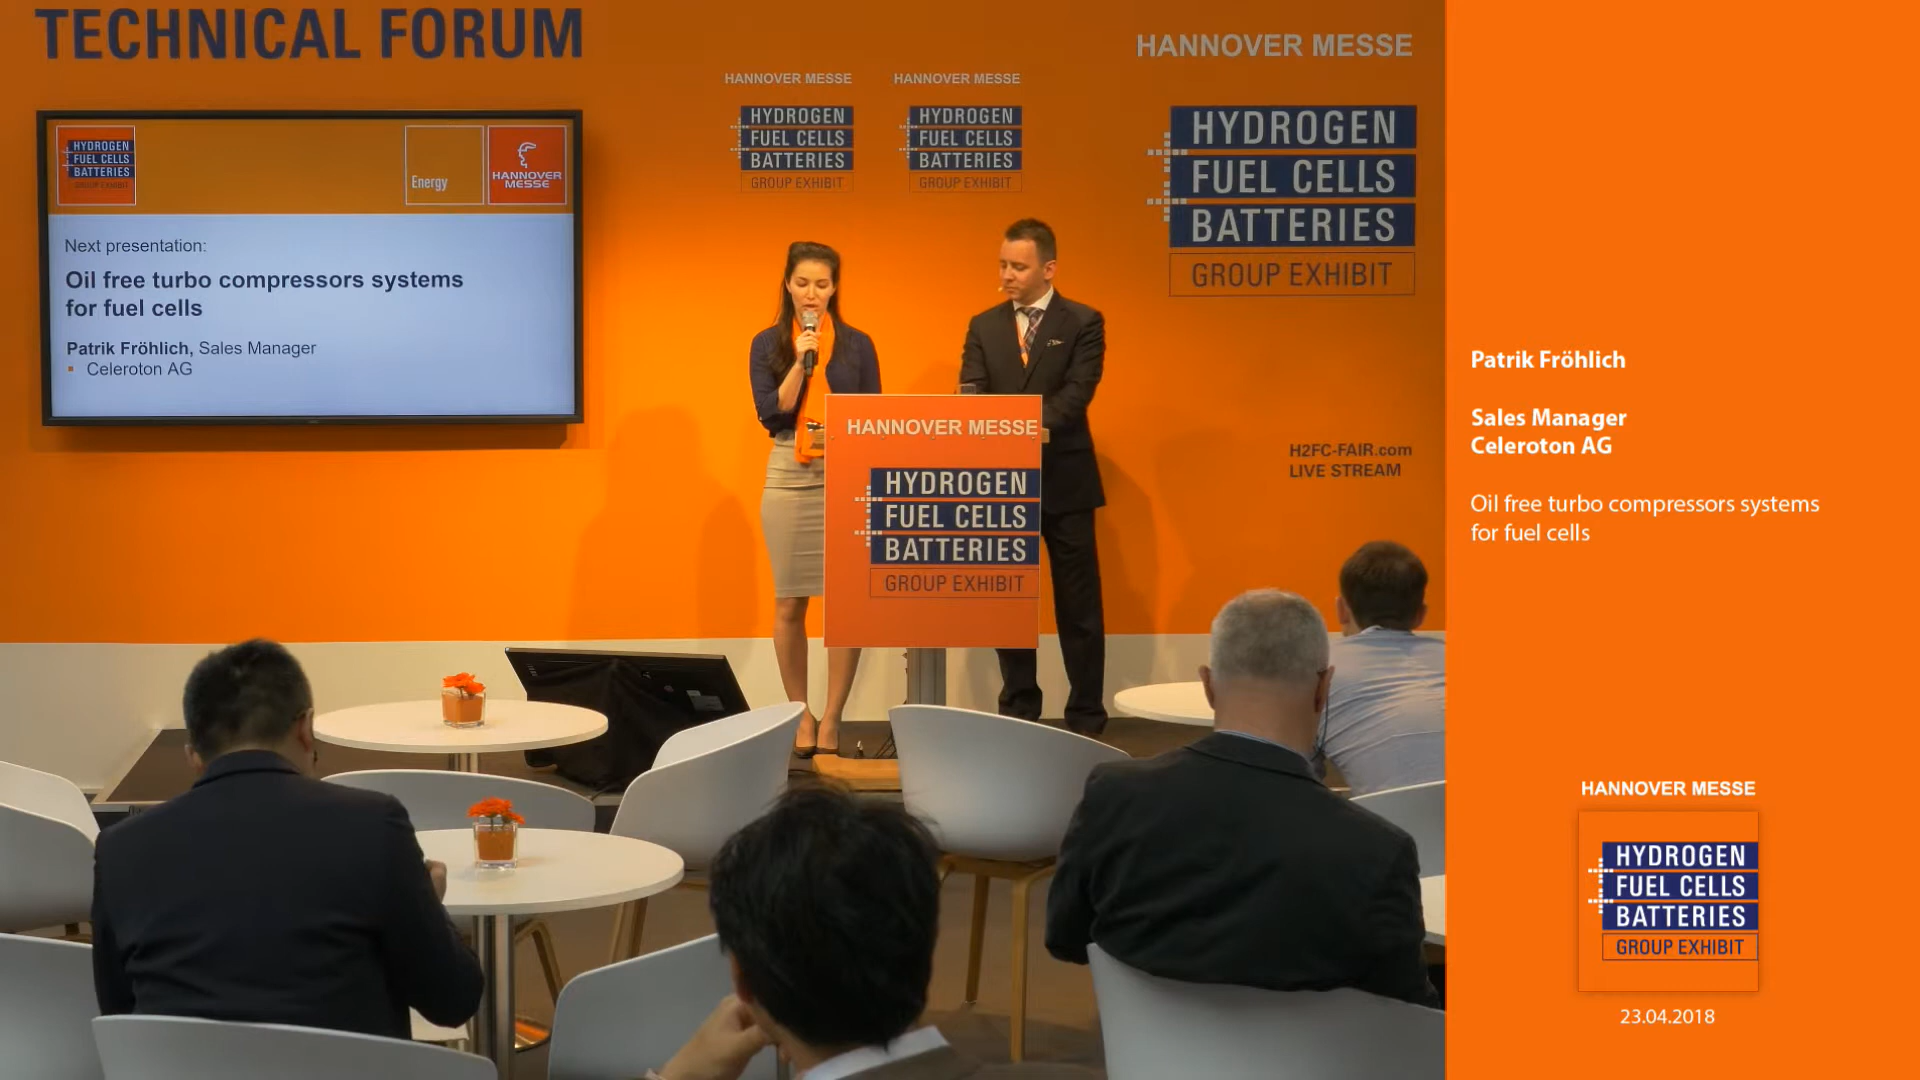 TECHNICAL FORUM
HYDROGEN
FUEL CELLS
BATTERIES
GROUP EXHIBIT
Energy
HANNOVER
MESSE
Next presentation:
Oil free turbo compressors systems
for fuel cells
Patrik Fröhlich, Sales Manager
Celeroton AG
HANNOVER MESSE
HYDROGEN
FUEL CELLS
BATTERIES
GROUP EXHIBIT
HANNOVER MESSE
HYDROGEN
FUEL CELLS
BATTERIES
GROUP EXHIBIT
HANNOVER MESSE
HYDROGEN
FUEL CELLS
BATTERIES
GROUP EXHIBIT
H2FC-FAIR.com
LIVE STREAM
HANNOVER MESSE
HYDROGEN
FUEL CELLS
BATTERIES
GROUP EXHIBIT
Patrik Fröhlich
Sales Manager
Celeroton AG
Oil free turbo compressors systems
for fuel cells
HANNOVER MESSE
HYDROGEN
FUEL CELLS
BATTERIES
GROUP EXHIBIT
23.04.2018